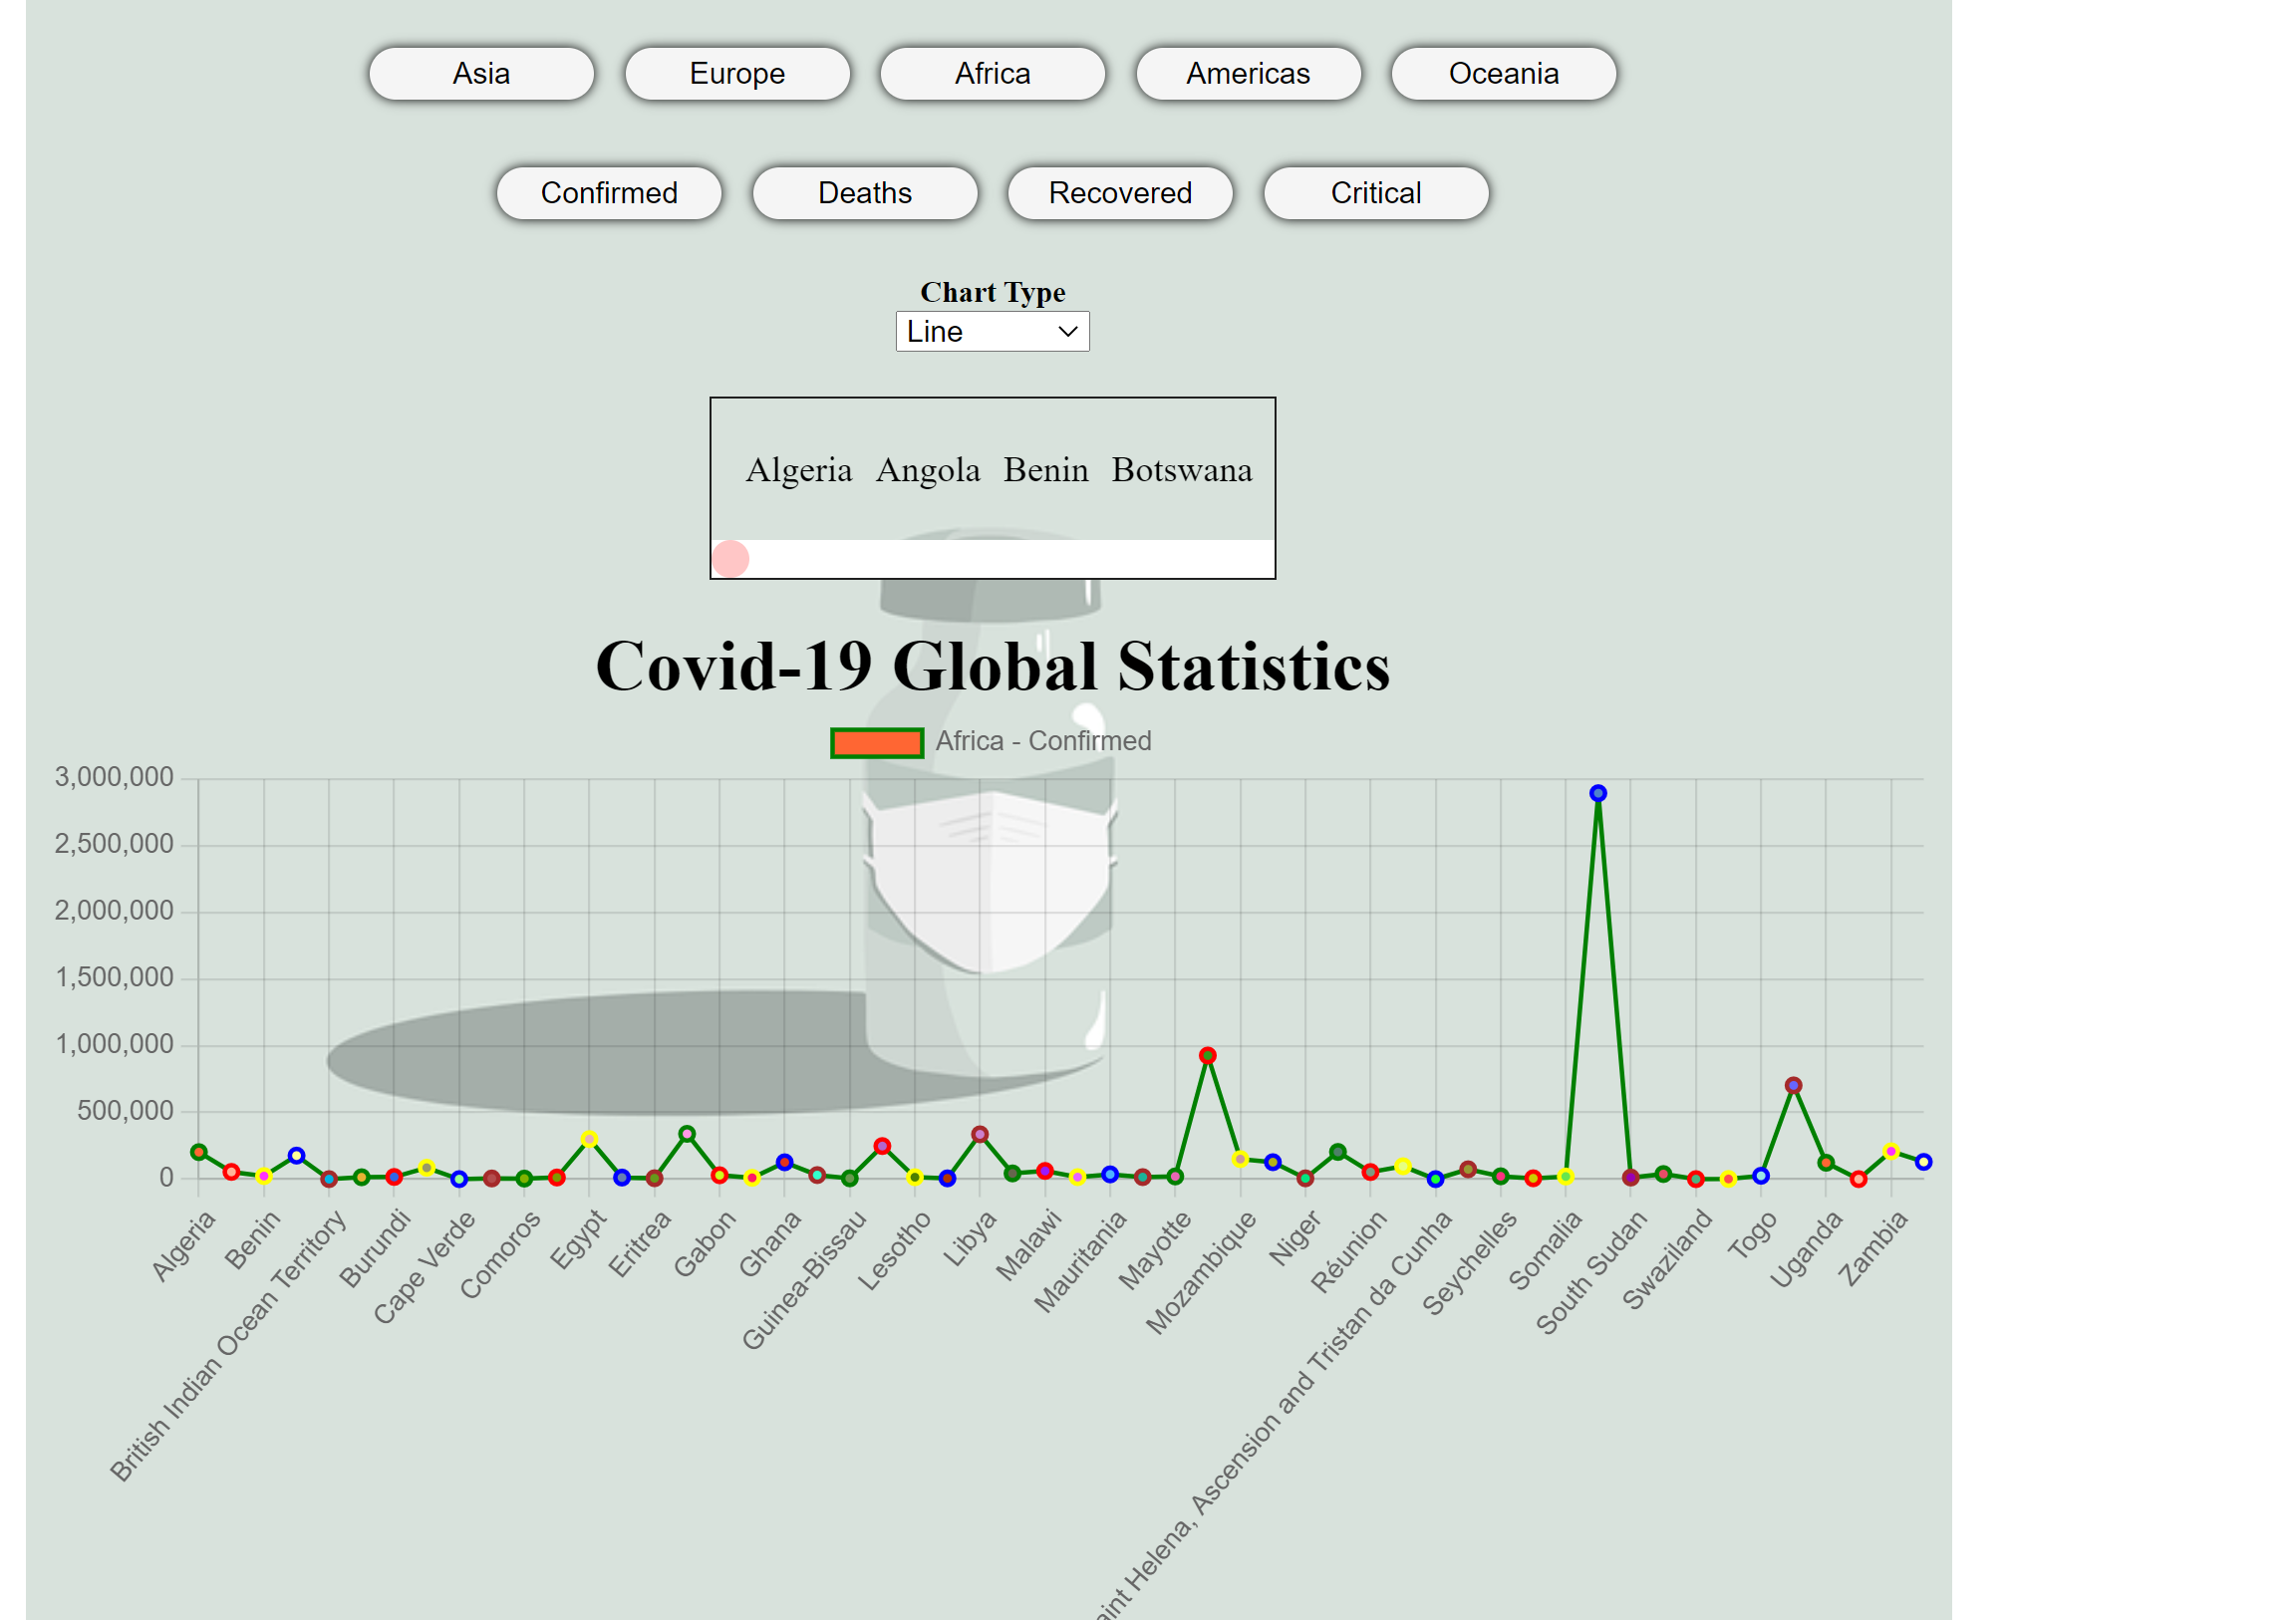 Asia Europe Africa Americas Oceania
Confirmed Deaths Recovered Critical
Chart Type
Line
Algeria Angola Benin Botswana
Covid-19 Global Statistics
Africa - Confirmed
3,000,000
2,500,000
2,000,000
1,500,000
1,000,000
500,000
0
Algeria
Benin
British Indian Ocean Territory
Burundi
Cape Verde
Comoros
Egypt
Eritrea
Gabon
Ghana
Guinea-Bissau
Lesotho
Libya
Malawi
Mauritania
Mayotte
Mozambique
Niger
Réunion
Helena, Ascension and Tristan da Cunha
Seychelles
Somalia
South Sudan
Swaziland
Togo
Uganda
Zambia